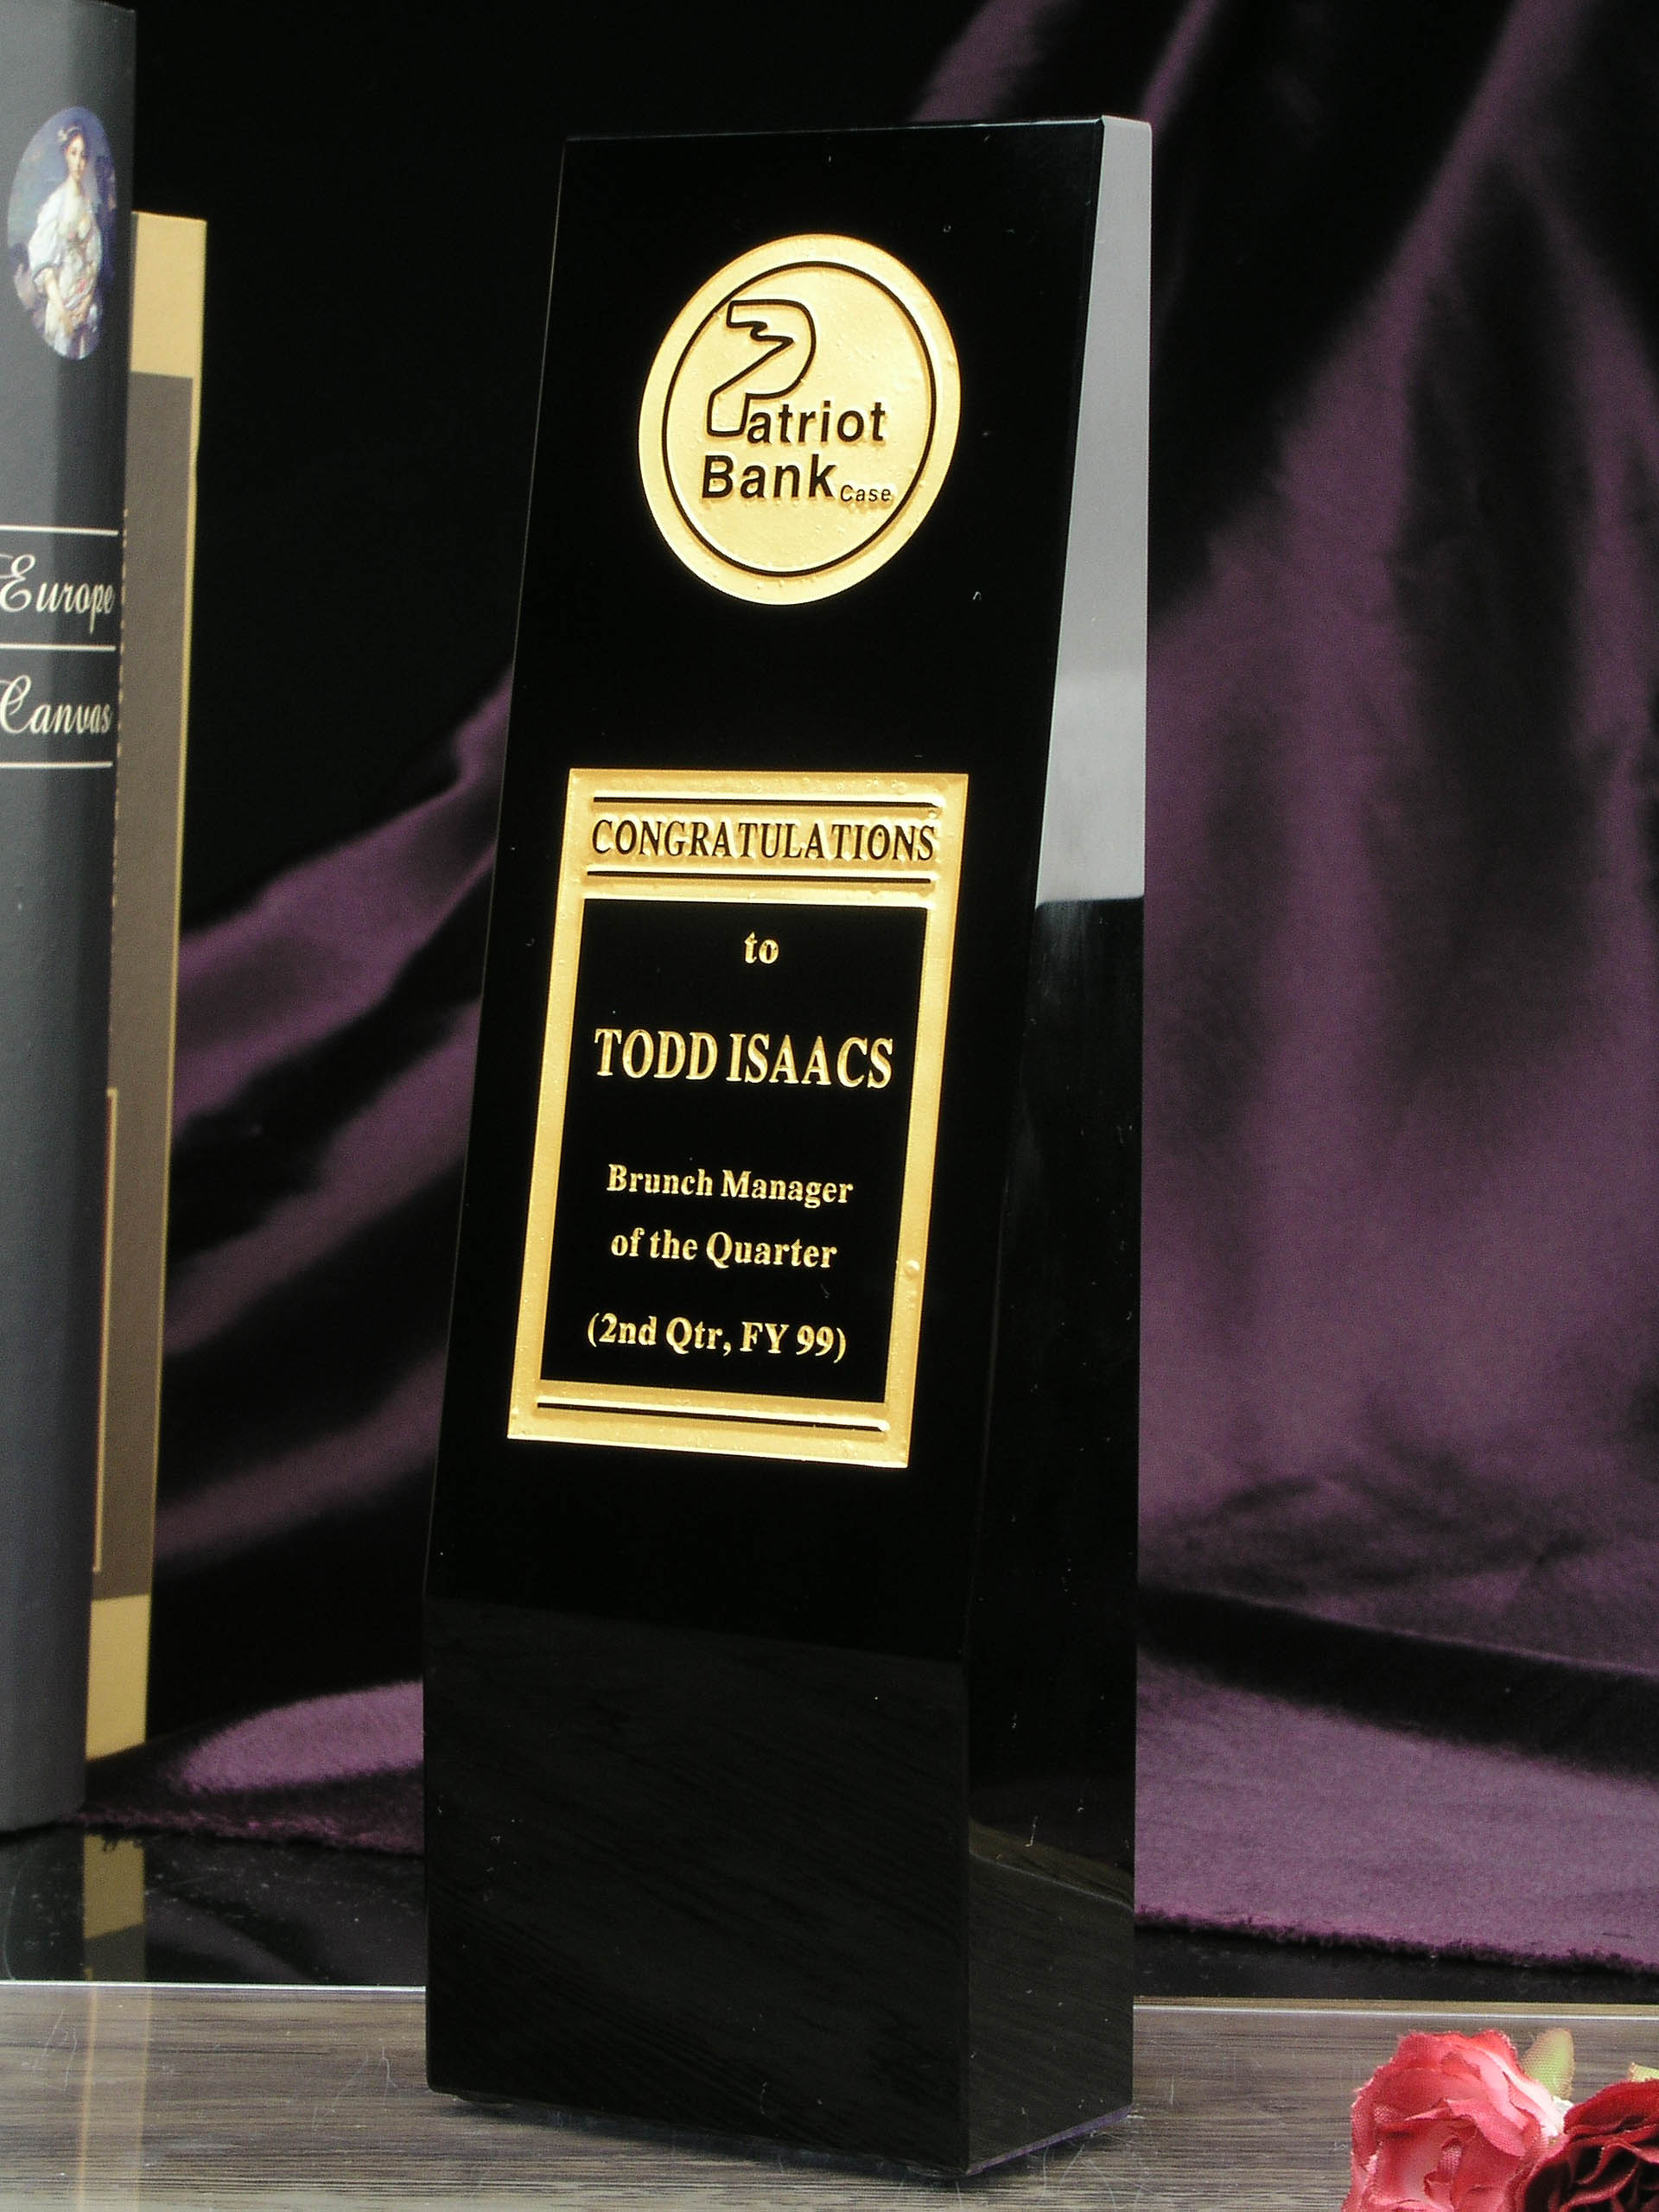 Europe
Canvas
Patriot
Bank Case
CONGRATULATIONS
to
TODD ISAACS
Brunch Manager
of the Quarter
(2nd Qtr, FY 99)